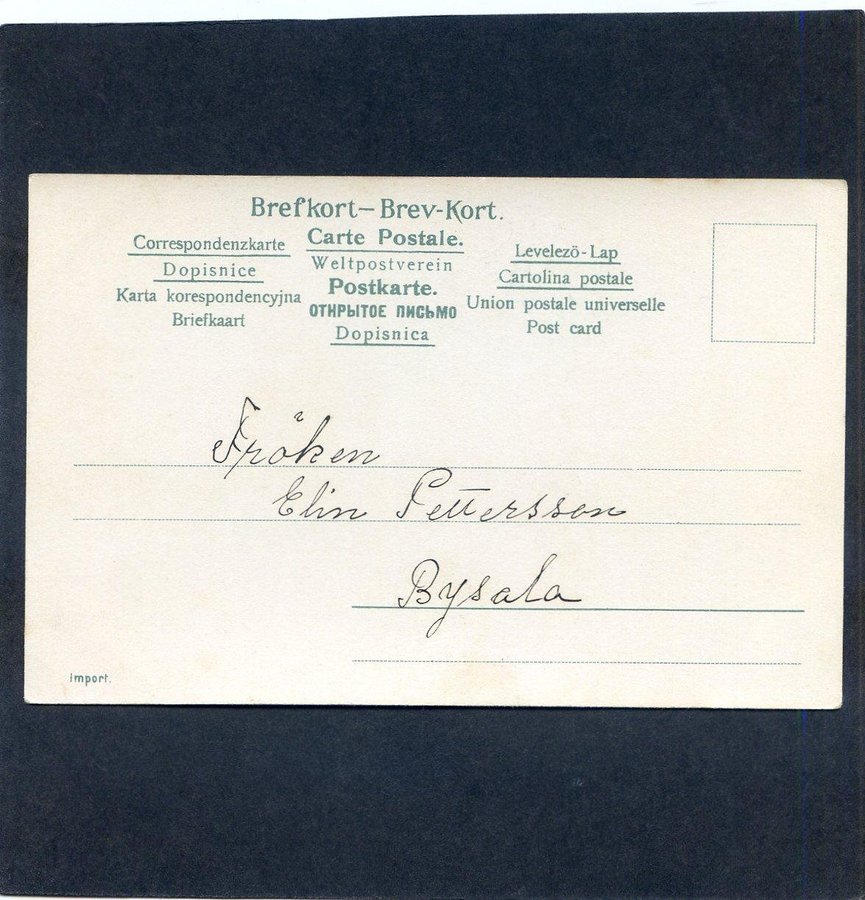 Brefkort–Brev-Kort.
Correspondenzkarte
Dopisnice
Karta korespondencyjna
Briefkaart
Carte Postale.
Weltpostverein
Postkarte.
ОТКРЫТОЕ ПИСЬМО
Dopisnica
Levelezö-Lap
Cartolina postale
Union postale universelle
Post card
Fröken
Elin Pettersson
Bysala
Import.